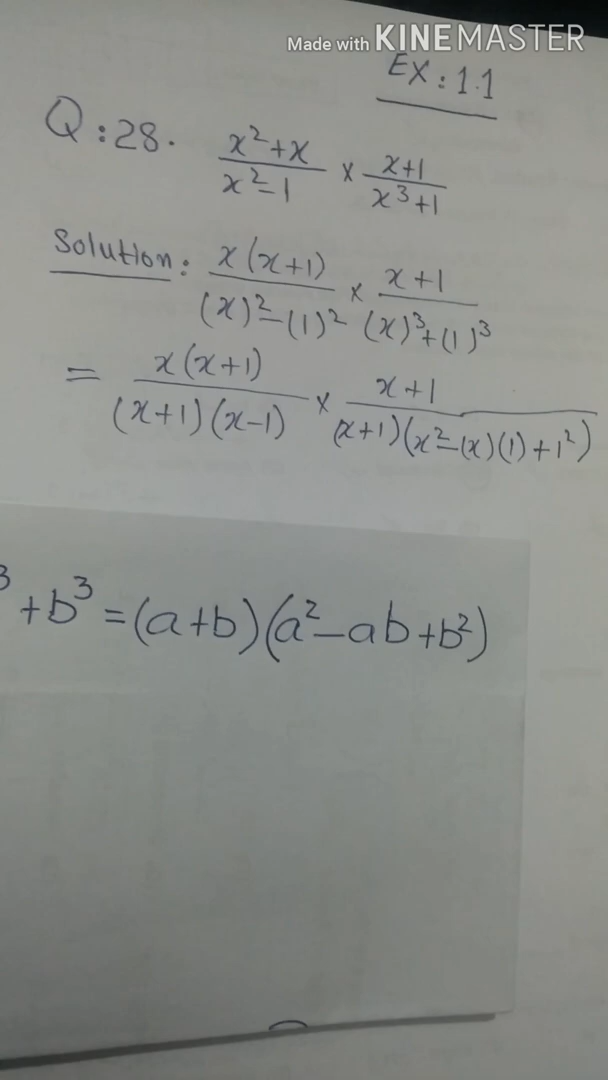 Made with KINEMASTER
EX: 1.1
Q:28. (x²+x)/(x²-1) × (x+1)/(x³+1)
Solution: x(x+1)/((x)²-(1)²) × (x+1)/((x)³+(1)³)
= x(x+1)/((x+1)(x-1)) × (x+1)/((x+1)(x²-(x)(1)+1²))
³+b³=(a+b)(a²-ab+b²)